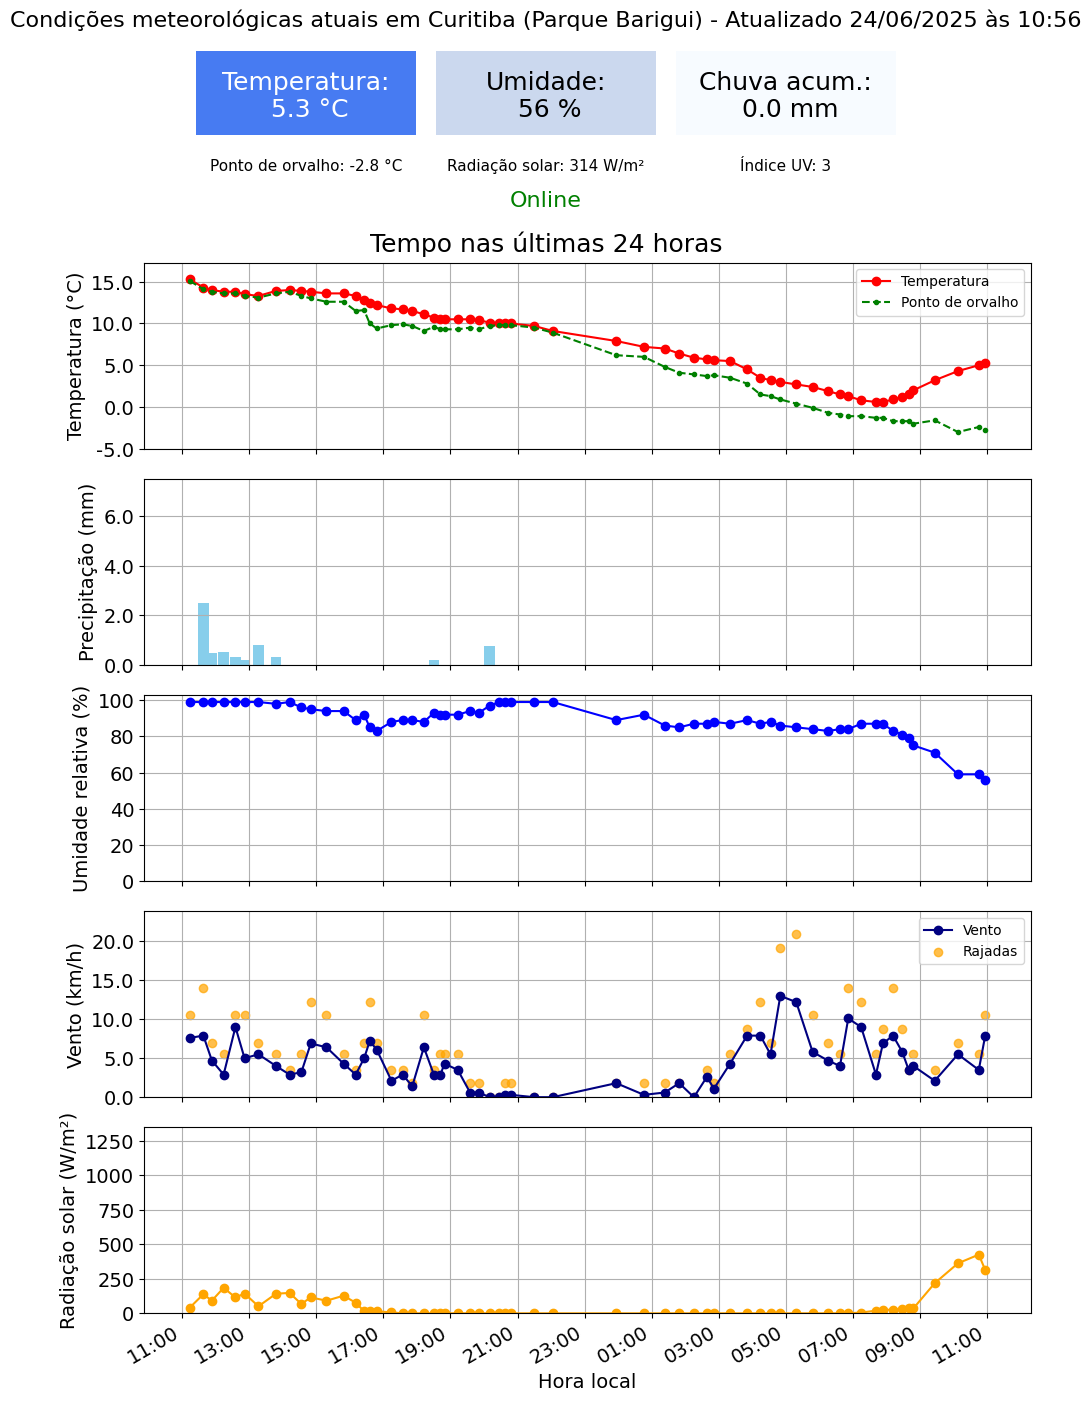 Condições meteorológicas atuais em Curitiba (Parque Barigui) - Atualizado 24/06/2025 às 10:56
Temperatura:
5.3 °C
Umidade:
56 %
Chuva acum.:
0.0 mm
Ponto de orvalho: -2.8 °C
Radiação solar: 314 W/m²
Índice UV: 3
Online
Tempo nas últimas 24 horas
Temperatura (°C)
15.0
10.0
5.0
0.0
-5.0
Temperatura
Ponto de orvalho
Precipitação (mm)
6.0
4.0
2.0
0.0
Umidade relativa (%)
100
80
60
40
20
0
Vento (km/h)
20.0
15.0
10.0
5.0
0.0
Vento
Rajadas
Radiação solar (W/m²)
1250
1000
750
500
250
0
11:00
13:00
15:00
17:00
19:00
21:00
23:00
01:00
03:00
05:00
07:00
09:00
11:00
Hora local